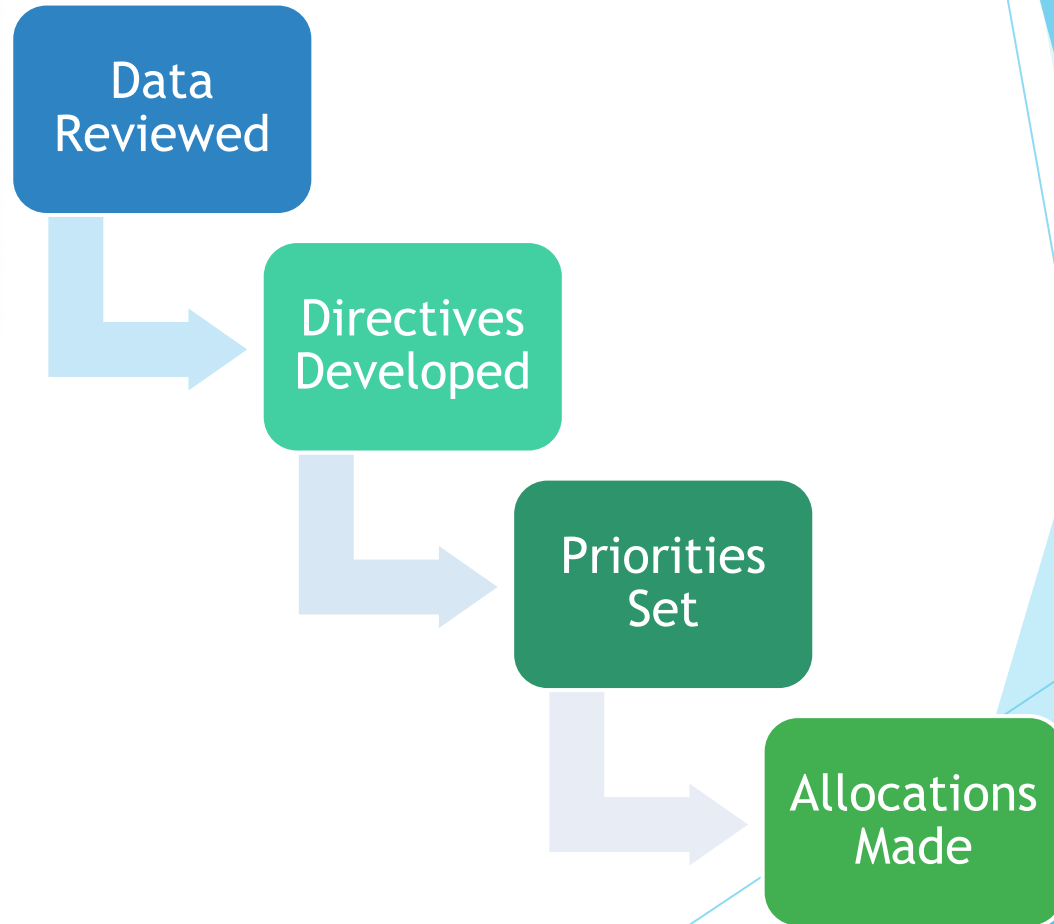 Data
Reviewed
Directives
Developed
Priorities
Set
Allocations
Made